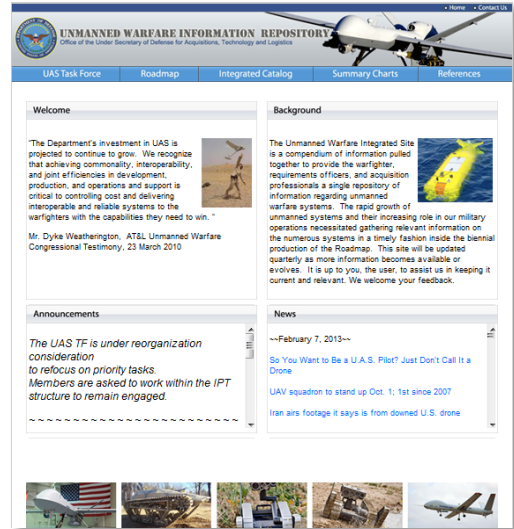 Home
Contact Us
UNMANNED WARFARE INFORMATION REPOSITORY
Office of the Under Secretary of Defense for Acquisitions, Technology and Logistics
UAS Task Force
Roadmap
Integrated Catalog
Summary Charts
References
Welcome
"The Department's investment in UAS is
projected to continue to grow. We recognize
that achieving commonality, interoperability,
and joint efficiencies in development,
production, and operations and support is
critical to controlling cost and delivering
interoperable and reliable systems to the
warfighters with the capabilities they need to win. "
Mr. Dyke Weatherington, AT&L Unmanned Warfare
Congressional Testimony, 23 March 2010
Background
The Unmanned Warfare Integrated Site
is a compendium of information pulled
together to provide the warfighter,
requirements officers, and acquisition
professionals a single repository of
information regarding unmanned
warfare systems. The rapid growth of
unmanned systems and their increasing role in our military
operations necessitated gathering relevant information on
the numerous systems in a timely fashion inside the biennial
production of the Roadmap. This site will be updated
quarterly as more information becomes available or
evolves. It is up to you, the user, to assist us in keeping it
current and relevant. We welcome your feedback.
Announcements
The UAS TF is under reorganization
consideration
to refocus on priority tasks.
Members are asked to work within the IPT
structure to remain engaged.
~ ~ ~ ~ ~ ~ ~ ~ ~ ~ ~ ~ ~ ~ ~ ~ ~ ~ ~ ~ ~ ~ ~ ~
News
~~February 7, 2013~~
So You Want to Be a U.A.S. Pilot? Just Don't Call It a
Drone
UAV squadron to stand up Oct. 1; 1st since 2007
Iran airs footage it says is from downed U.S. drone